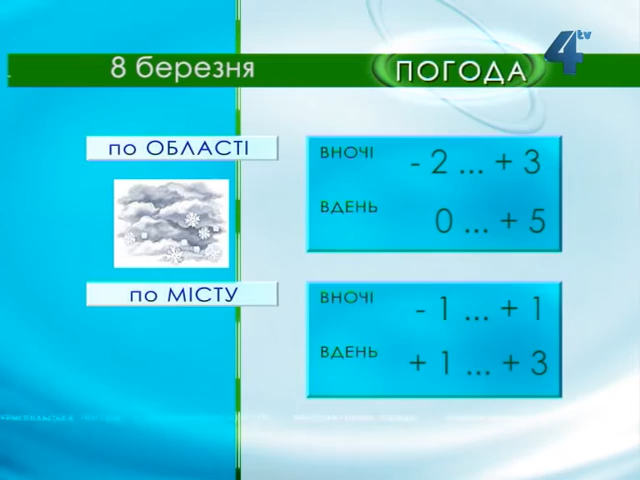 8 березня
ПОГОДА
4tv
по ОБЛАСТІ
ВНОЧІ - 2 ... + 3
ВДЕНЬ 0 ... + 5
по МІСТУ
ВНОЧІ - 1 ... + 1
ВДЕНЬ + 1 ... + 3